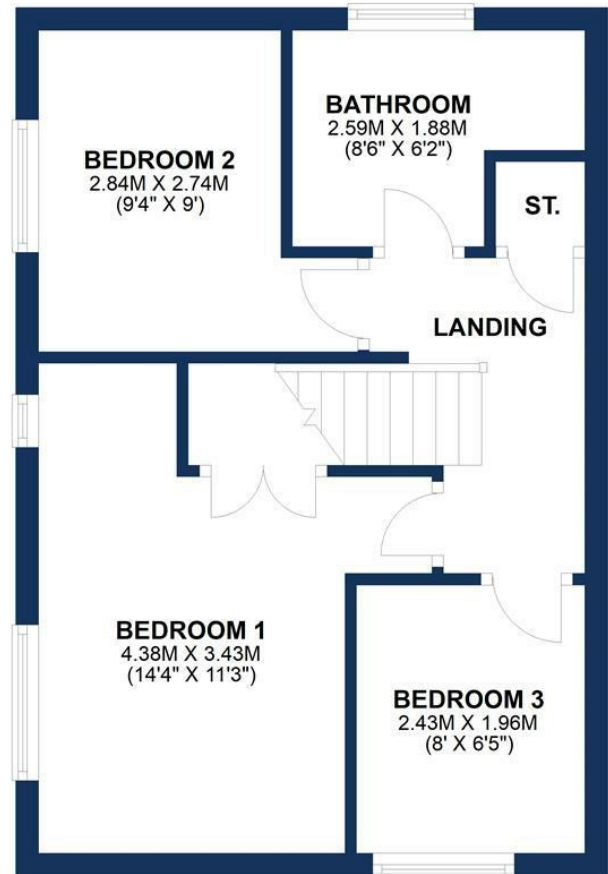 BATHROOM
2.59M X 1.88M
(8'6" X 6'2")
BEDROOM 2
2.84M X 2.74M
(9'4" X 9')
ST.
LANDING
BEDROOM 1
4.38M X 3.43M
(14'4" X 11'3")
BEDROOM 3
2.43M X 1.96M
(8' X 6'5")